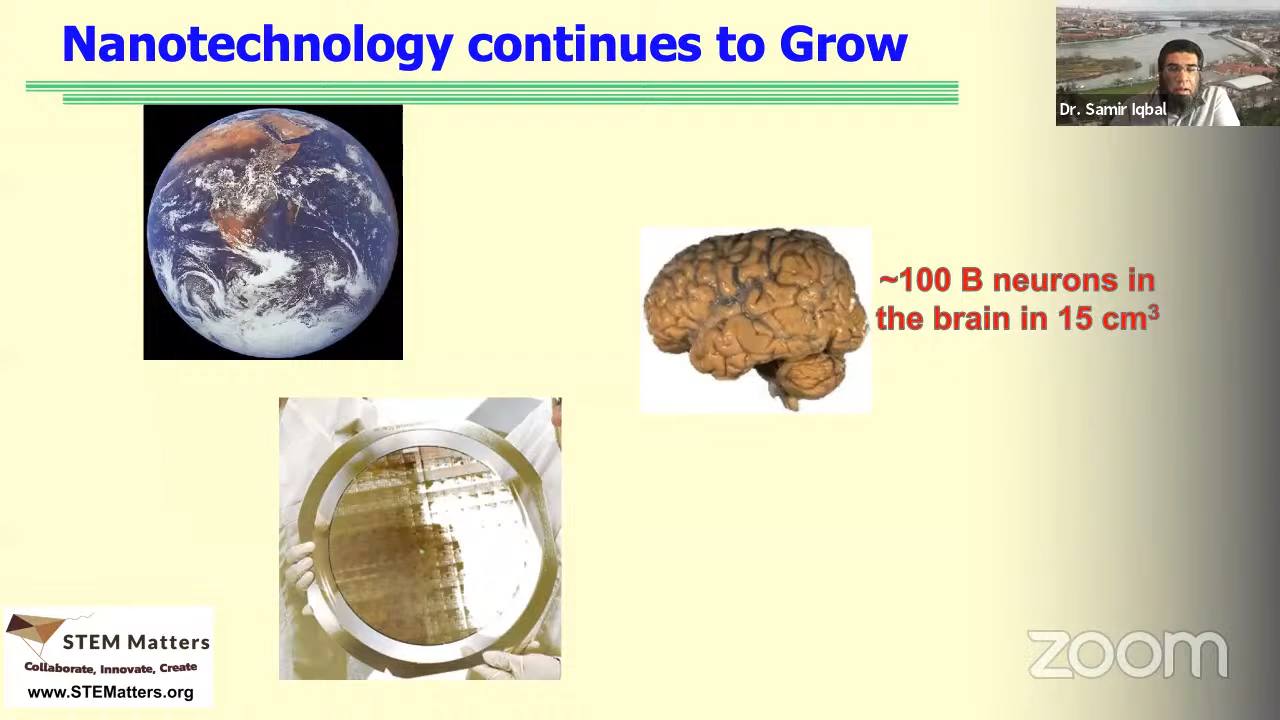 Nanotechnology continues to Grow
Dr. Samir Iqbal
~100 B neurons in
the brain in 15 cm³
STEM Matters
Collaborate, Innovate, Create
www.STEMatters.org
zoom